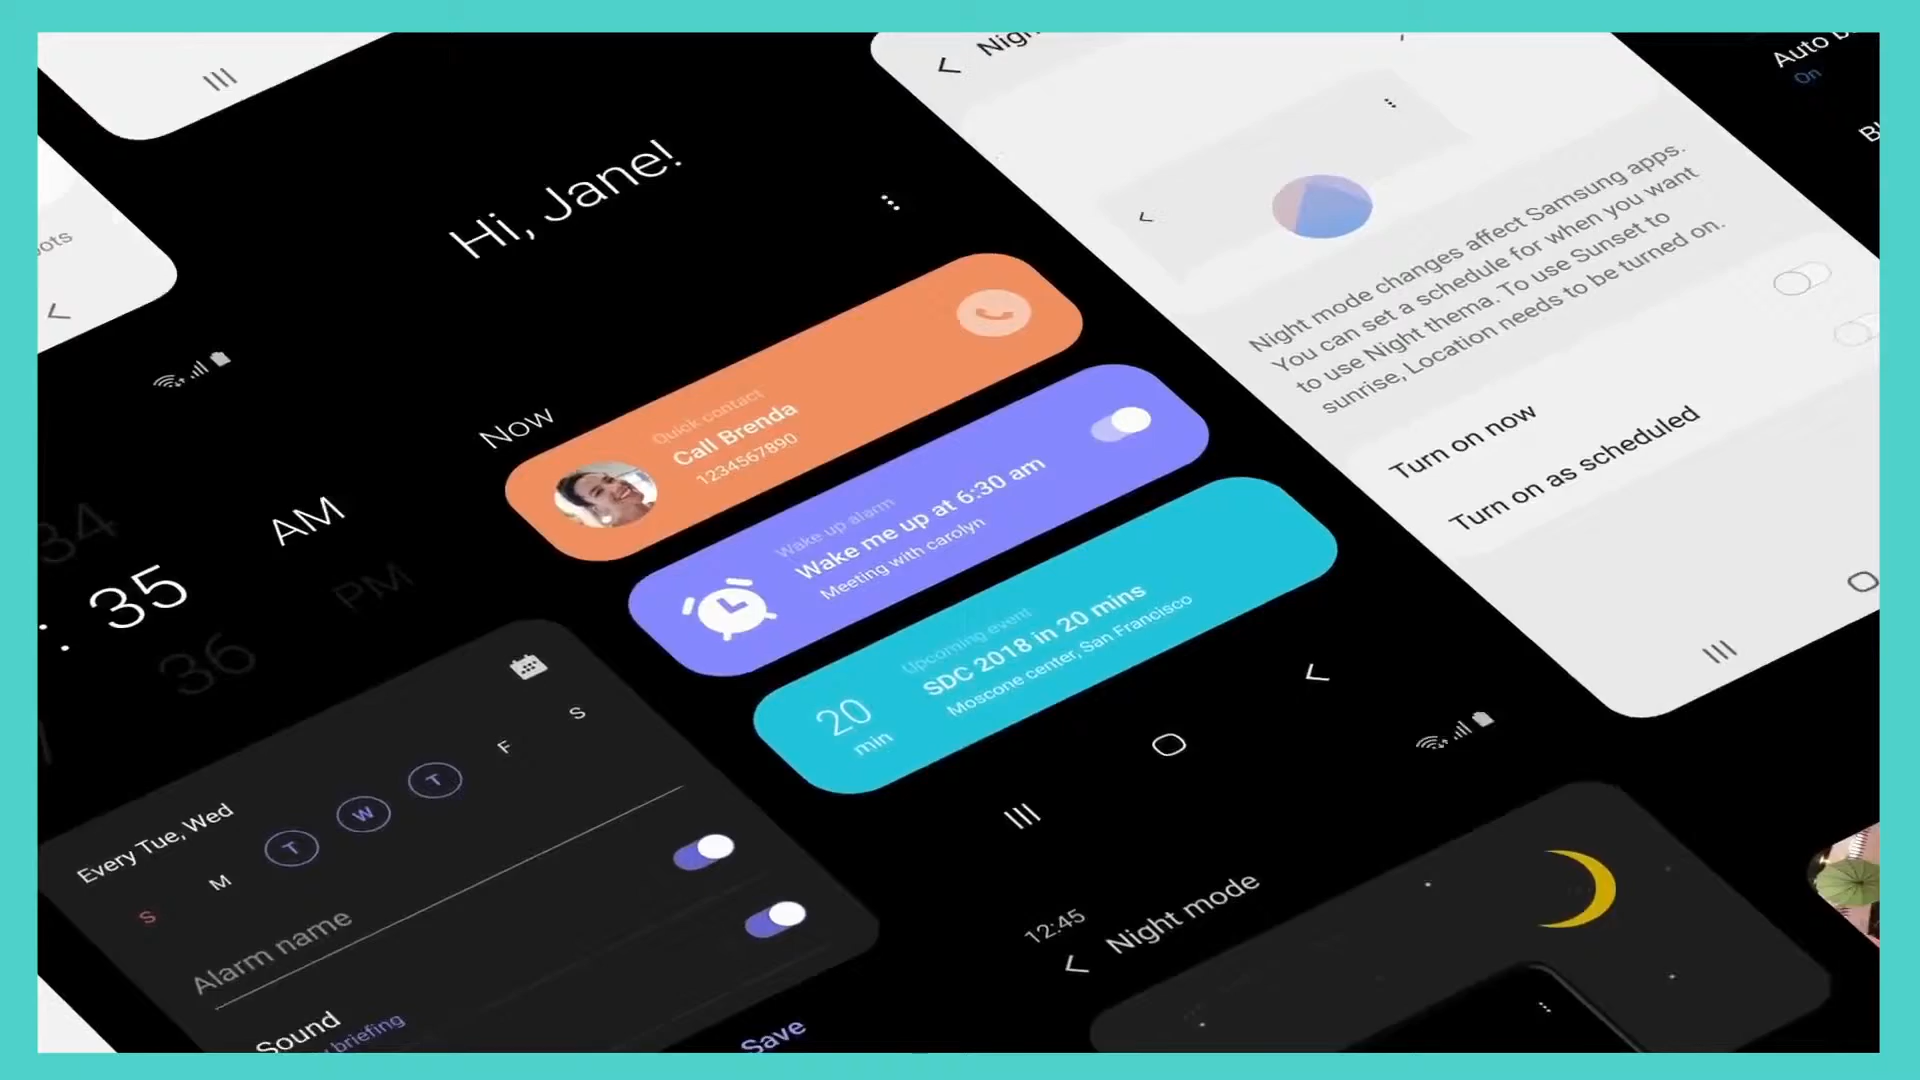 Hi, Jane!
Now
Quick contact
Call Brenda
1234567890
Wake up alarm
Wake me up at 6:30 am
Meeting with carolyn
Upcoming event
SDC 2018 in 20 mins
Moscone center, San Francisco
20
min
34
: 35
AM
36
PM
Every Tue, Wed
S M T W T F S
Alarm name
Sound
briefing
Save
Night mode changes affect Samsung apps.
You can set a schedule for when you want
to use Night thema. To use Sunset to
sunrise, Location needs to be turned on.
Turn on now
Turn on as scheduled
Auto
On
12:45
Night mode